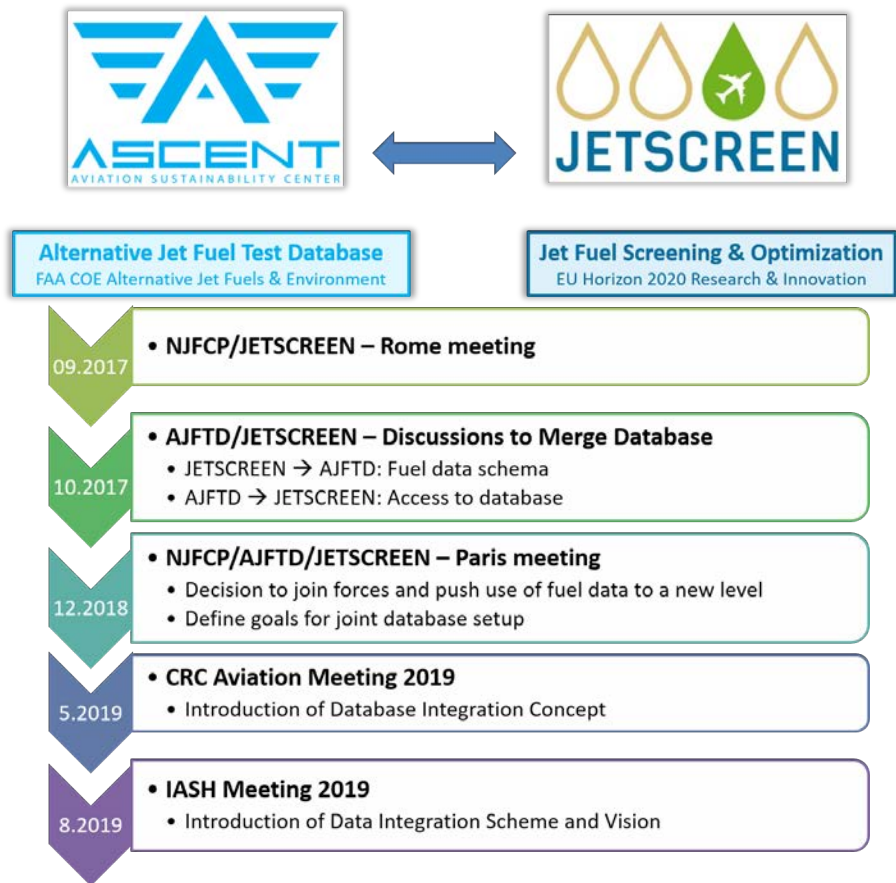 ASCENT
AVIATION SUSTAINABILITY CENTER
JETSCREEN
Alternative Jet Fuel Test Database
FAA COE Alternative Jet Fuels & Environment
Jet Fuel Screening & Optimization
EU Horizon 2020 Research & Innovation
09.2017
• NJFCP/JETSCREEN – Rome meeting
10.2017
• AJFTD/JETSCREEN – Discussions to Merge Database
• JETSCREEN → AJFTD: Fuel data schema
• AJFTD → JETSCREEN: Access to database
12.2018
• NJFCP/AJFTD/JETSCREEN – Paris meeting
• Decision to join forces and push use of fuel data to a new level
• Define goals for joint database setup
5.2019
• CRC Aviation Meeting 2019
• Introduction of Database Integration Concept
8.2019
• IASH Meeting 2019
• Introduction of Data Integration Scheme and Vision